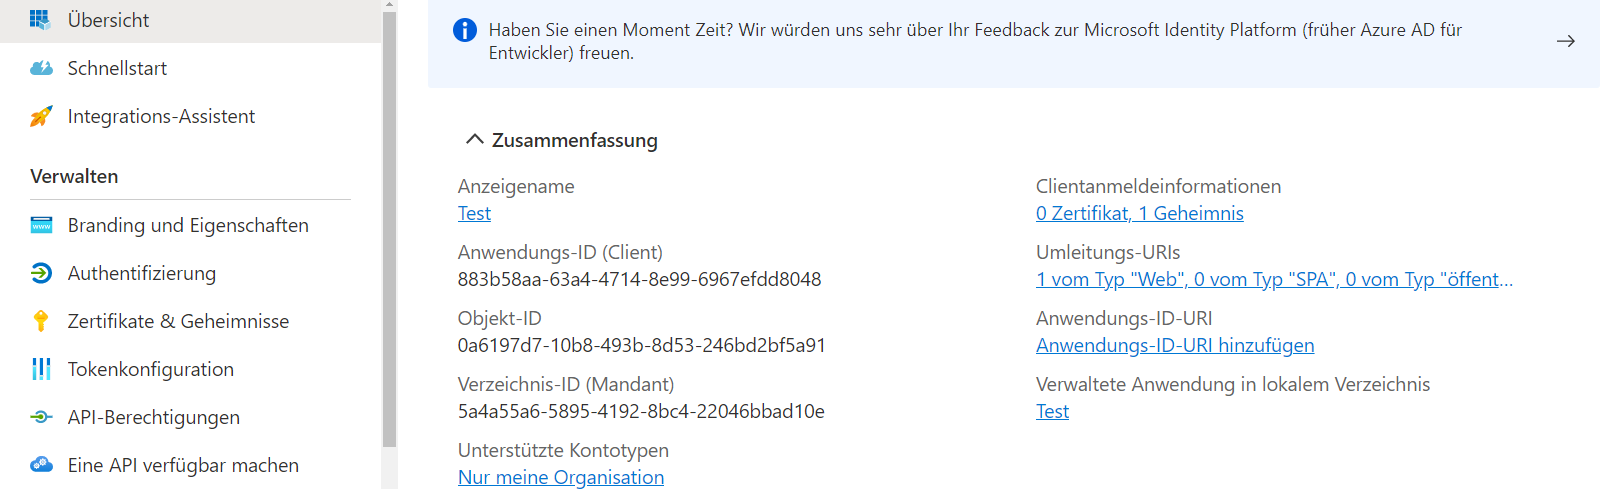 Übersicht
Schnellstart
Integrations-Assistent
Verwalten
www
Branding und Eigenschaften
Authentifizierung
Zertifikate & Geheimnisse
Tokenkonfiguration
API-Berechtigungen
Eine API verfügbar machen
Haben Sie einen Moment Zeit? Wir würden uns sehr über Ihr Feedback zur Microsoft Identity Platform (früher Azure AD für
Entwickler) freuen.
Zusammenfassung
Anzeigename
Test
Anwendungs-ID (Client)
883b58aa-63a4-4714-8e99-6967efdd8048
Objekt-ID
0a6197d7-10b8-493b-8d53-246bd2bf5a91
Verzeichnis-ID (Mandant)
5a4a55a6-5895-4192-8bc4-22046bbad10e
Unterstützte Kontotypen
Nur meine Organisation
Clientanmeldeinformationen
0 Zertifikat, 1 Geheimnis
Umleitungs-URIs
1 vom Typ "Web", 0 vom Typ "SPA", 0 vom Typ "öffent...
Anwendungs-ID-URI
Anwendungs-ID-URI hinzufügen
Verwaltete Anwendung in lokalem Verzeichnis
Test